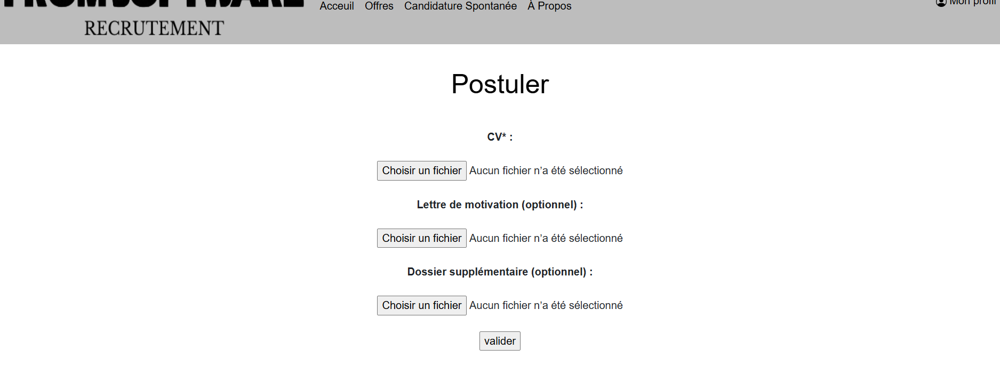 FROMSOFTWARE
RECRUTEMENT
Acceuil Offres Candidature Spontanée À Propos
Mon profil
Postuler
CV* :
Choisir un fichier Aucun fichier n’a été sélectionné
Lettre de motivation (optionnel) :
Choisir un fichier Aucun fichier n’a été sélectionné
Dossier supplémentaire (optionnel) :
Choisir un fichier Aucun fichier n’a été sélectionné
valider